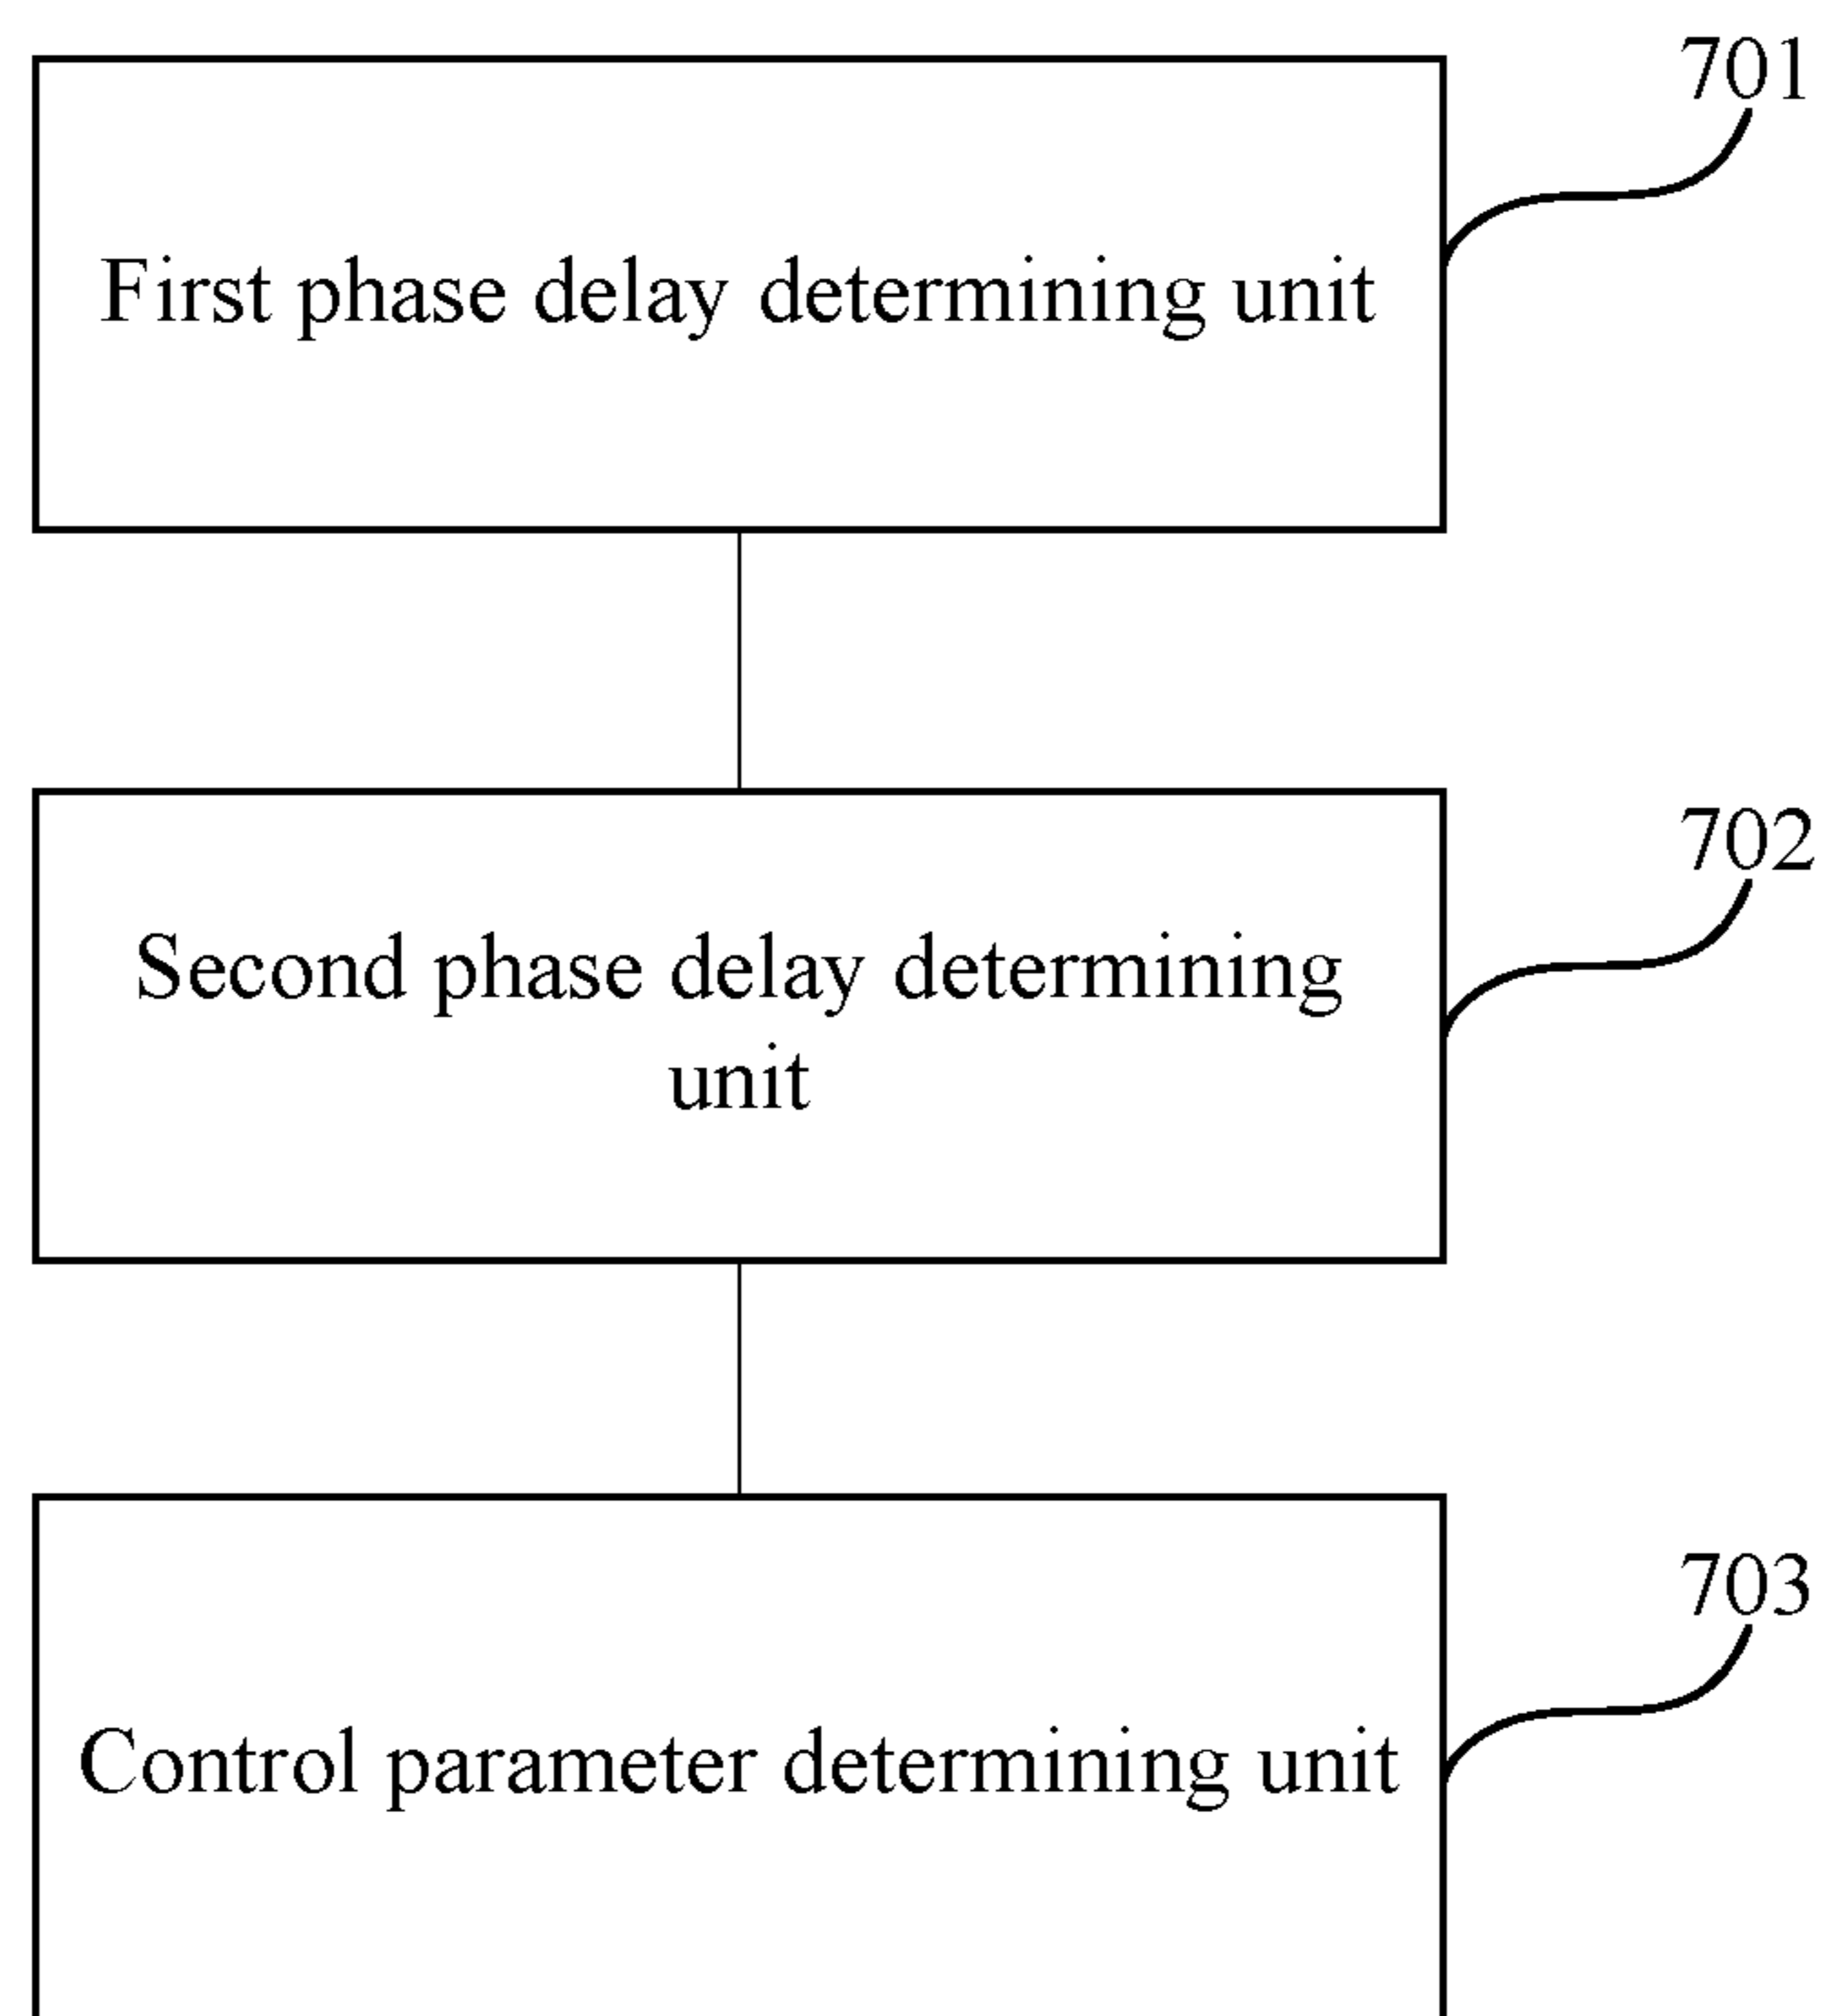 701
First phase delay determining unit
702
Second phase delay determining
unit
703
Control parameter determining unit